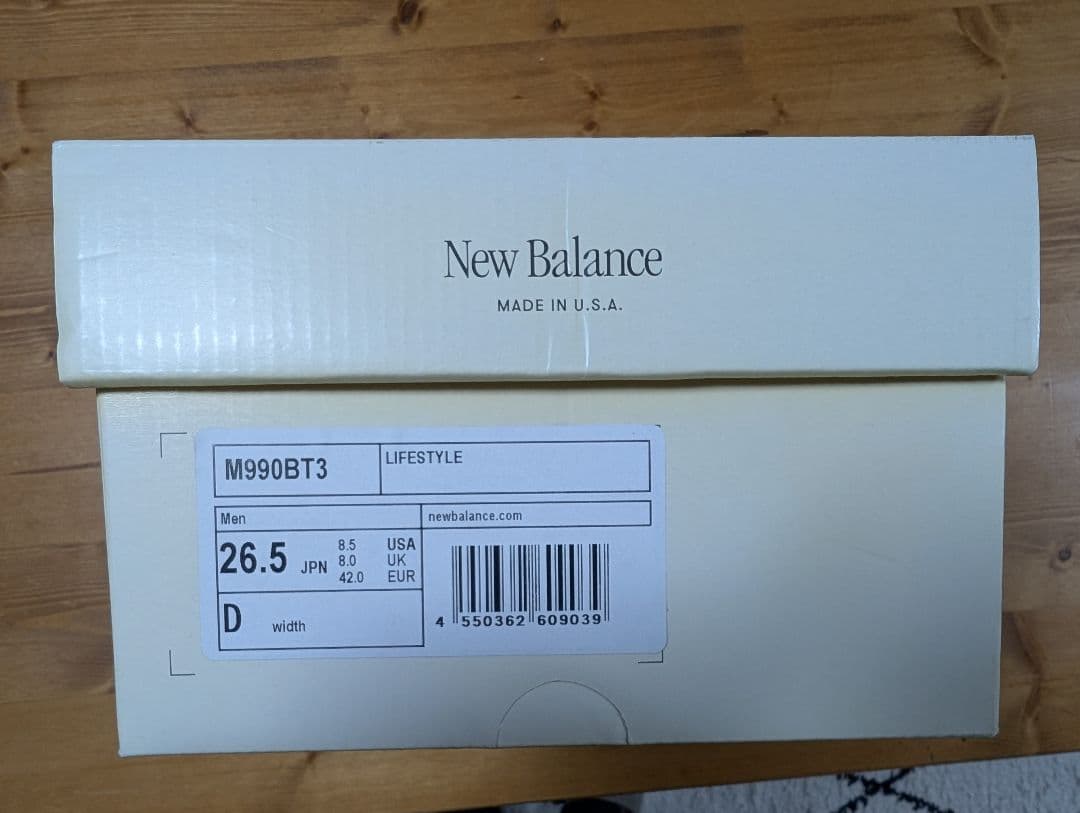 New Balance
MADE IN U.S.A.
M990BT3
LIFESTYLE
Men
newbalance.com
26.5 JPN
8.5 USA
8.0 UK
42.0 EUR
D width
4 550362 609039